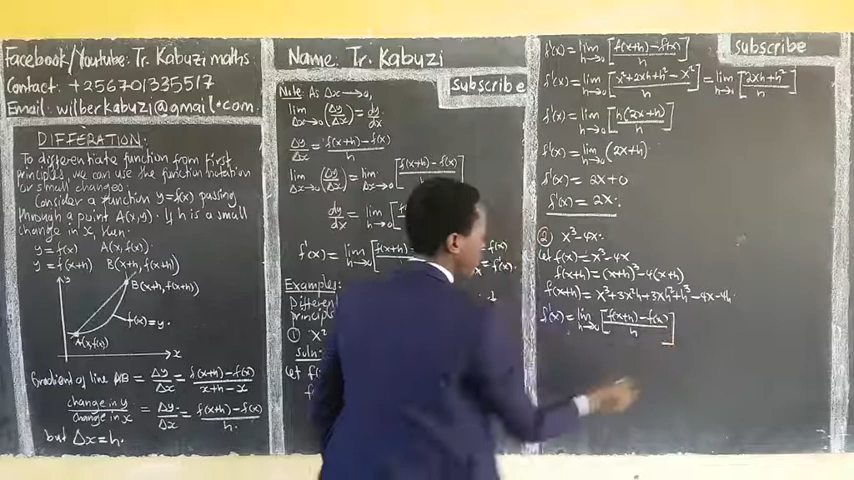 Facebook/Youtube: Tr. Kabuzi maths.
Contact: +256701335517
Email: wilberkabuzi@gmail.com
DIFFERATION.
To differentiate function from first
principles, we can use the function nutation
or small changes.
Consider a function y=f(x) passing
through a point A(x,y). If h is a small
change in x, then:
y=f(x) A(x,f(x)).
y=f(x+h) B(x+h, f(x+h))
y
B(x+h, f(x+h))
f(x)=y.
A(x,f(x))
x
Gradient of line AB = Δy/Δx = f(x+h)-f(x)/x+h-x
change in y/change in x = Δy/Δx = f(x+h)-f(x)/h.
but Δx=h.
Name: Tr. Kabuzi
subscribe
Note As Δx→0,
lim Δx→0 (Δy/Δx) = dy/dx
Δy/Δx = f(x+h)-f(x)/h
lim Δx→0 (Δy/Δx) = lim Δx→0 [f(x+h)-f(x)/h]
dy/dx = lim h→0 [
f'(x) = lim h→0 [f(x+h)-
Examples:
Differen
principles
① x²
soln:
let f(
subscribe
f'(x) = lim h→0 [f(x+h)-f(x)/h]
f'(x) = lim h→0 [x²+2xh+h²-x²/h] = lim h→0 [2xh+h²/h]
f'(x) = lim h→0 [h(2x+h)/h]
f'(x) = lim h→0 (2x+h)
f'(x) = 2x+0
f'(x) = 2x.
② x³-4x.
let f(x) = x³-4x
f(x+h) = (x+h)³-4(x+h)
f(x+h) = x³+3x²h+3xh²+h³-4x-4h.
f'(x) = lim h→0 [f(x+h)-f(x)/h]